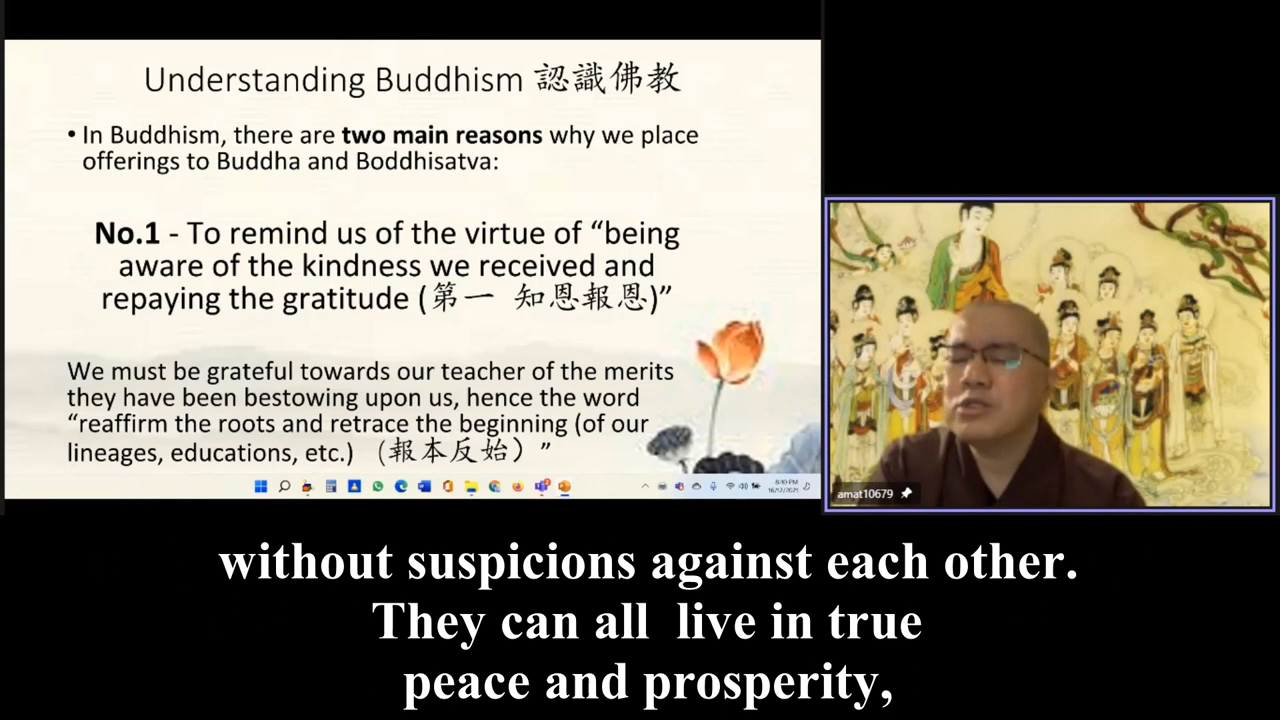 Understanding Buddhism 認識佛教
• In Buddhism, there are two main reasons why we place
offerings to Buddha and Boddhisatva:
No.1 - To remind us of the virtue of “being
aware of the kindness we received and
repaying the gratitude (第一 知恩報恩)”
We must be grateful towards our teacher of the merits
they have been bestowing upon us, hence the word
“reaffirm the roots and retrace the beginning (of our
lineages, educations, etc.) (報本反始）”
amat10679
without suspicions against each other.
They can all live in true
peace and prosperity,